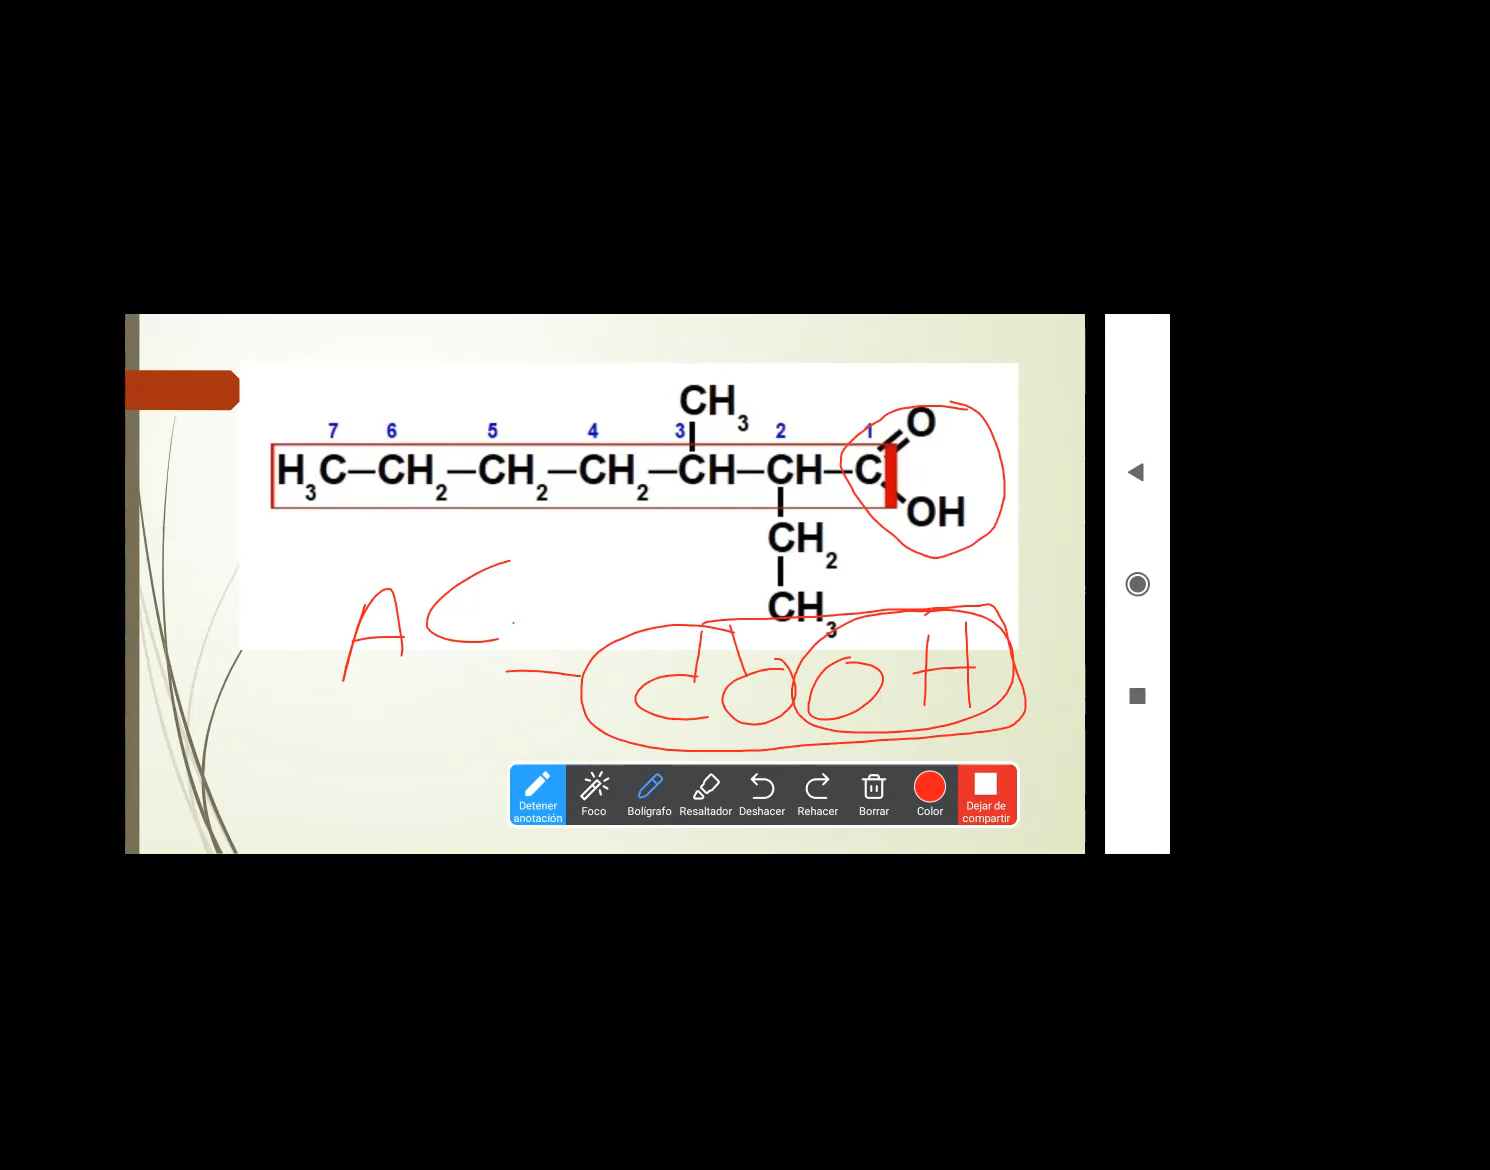 CH3
7 6 5 4 3 2 1 O
H3C—CH2—CH2—CH2—CH—CH—C
OH
CH2
CH3
AC
—COOH
Detener anotación Foco Bolígrafo Resaltador Deshacer Rehacer Borrar Color Dejar de compartir